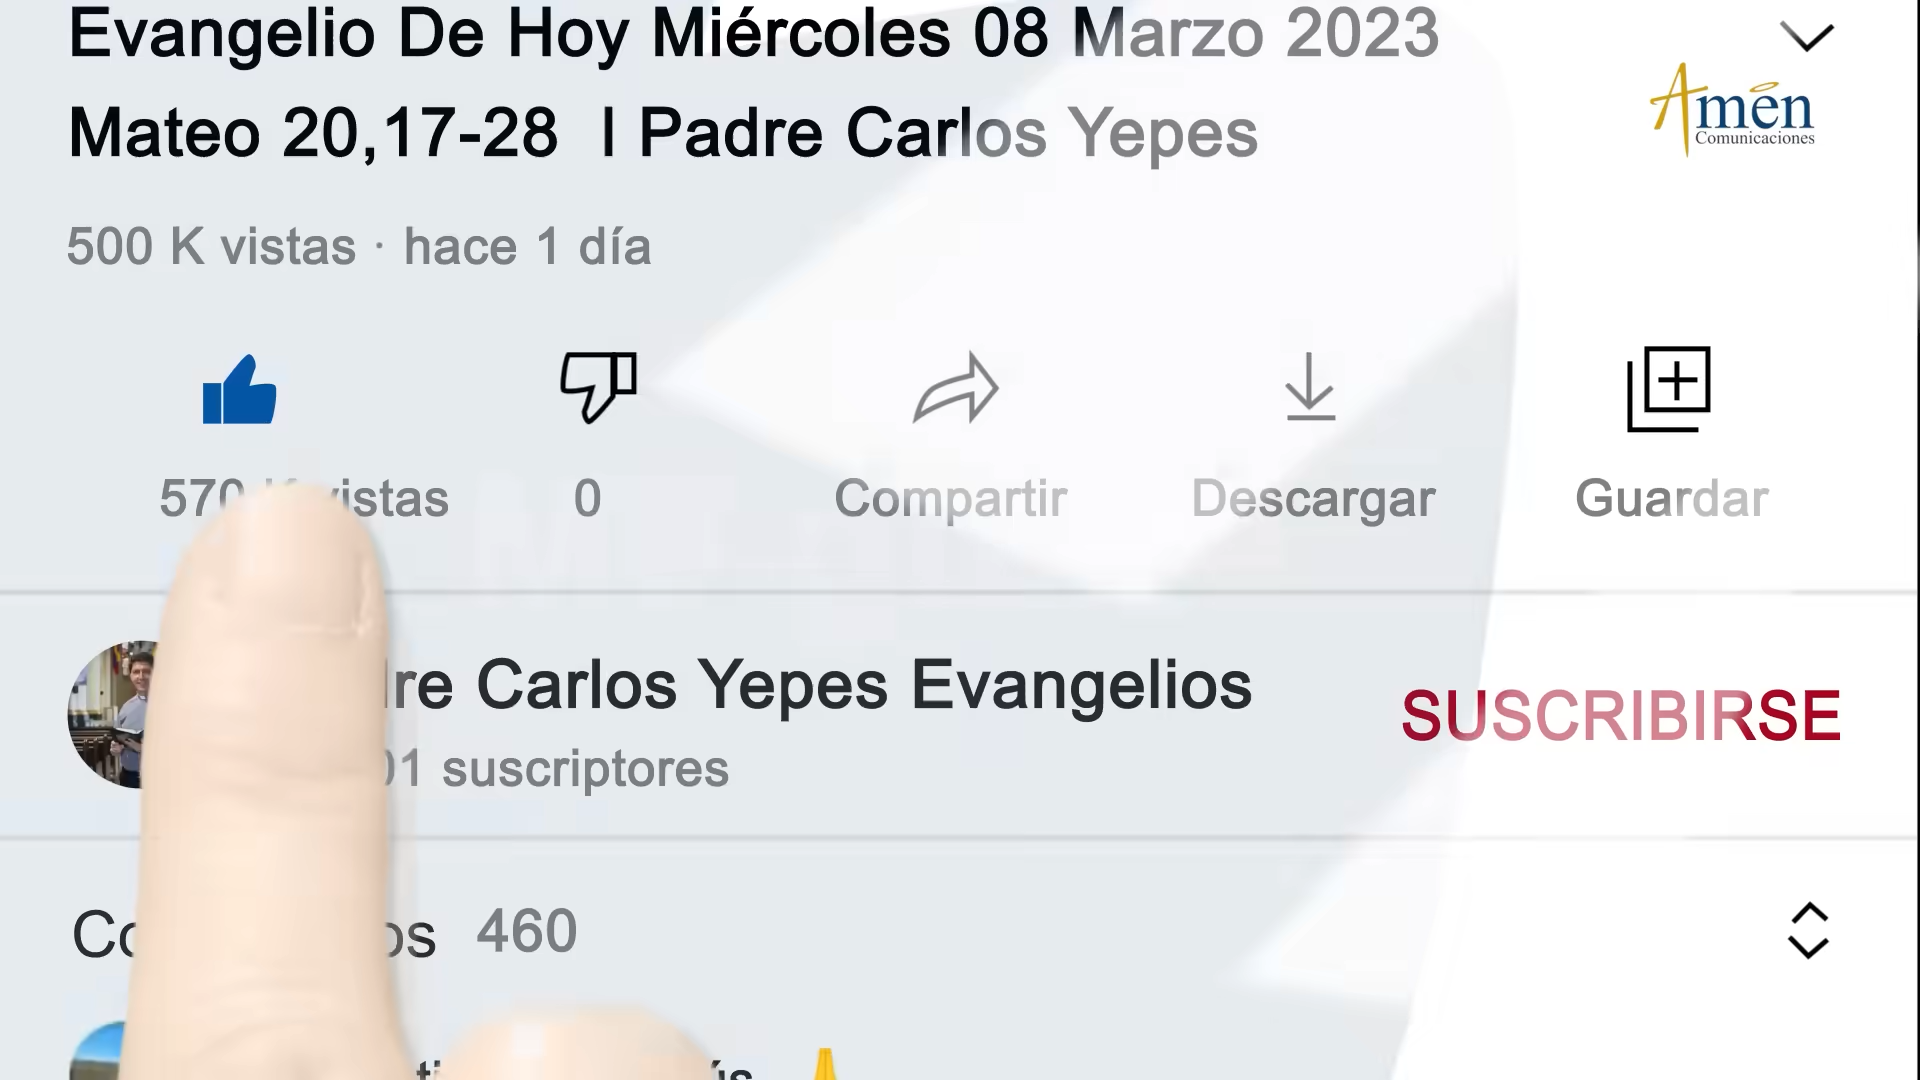 Evangelio De Hoy Miércoles 08 Marzo 2023
Mateo 20,17-28 l Padre Carlos Yepes
Amén
Comunicaciones
500 K vistas · hace 1 día
0
Compartir
Descargar
Guardar
Carlos Yepes Evangelios
suscriptores
SUSCRIBIRSE
460